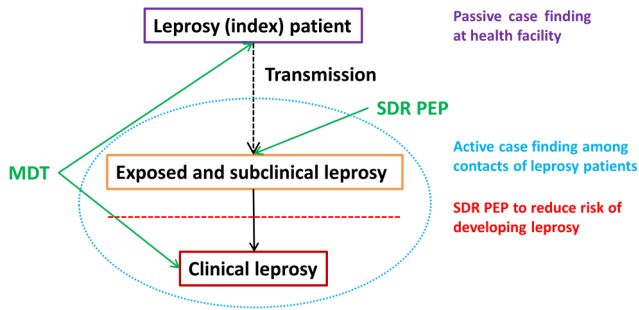 Leprosy (index) patient
Passive case finding
at health facility
Transmission
SDR PEP
MDT
Exposed and subclinical leprosy
Active case finding among
contacts of leprosy patients
SDR PEP to reduce risk of
developing leprosy
Clinical leprosy